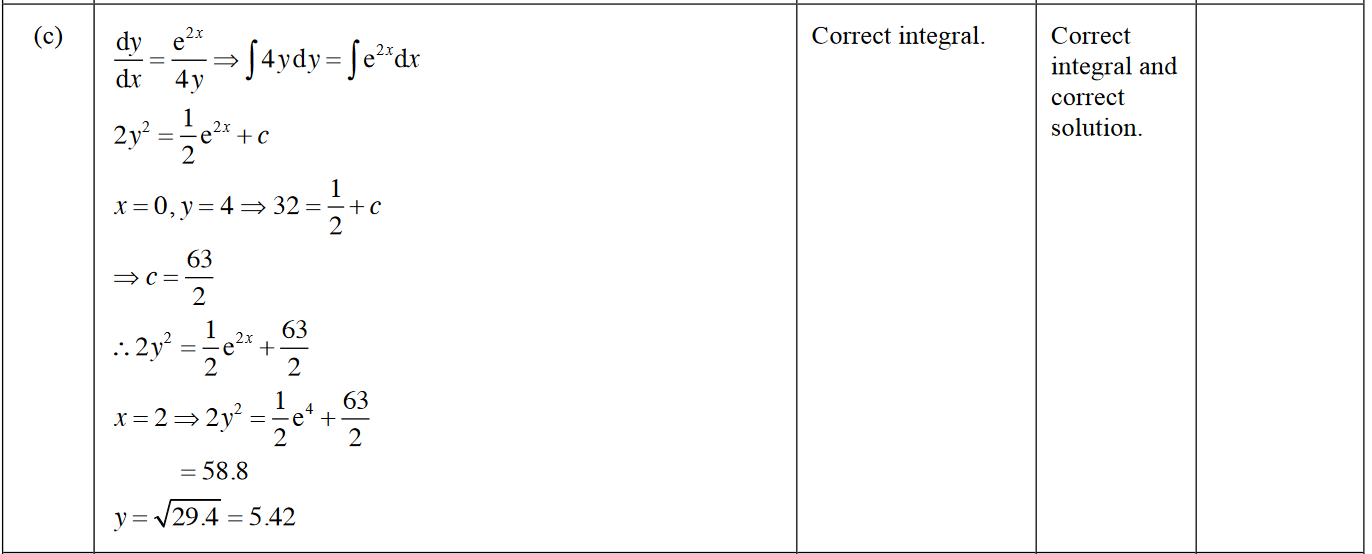 (c)
dy/dx = e^{2x}/4y ⇒ ∫4ydy = ∫e^{2x}dx
2y² = 1/2 e^{2x} + c
x = 0, y = 4 ⇒ 32 = 1/2 + c
⇒ c = 63/2
∴ 2y² = 1/2 e^{2x} + 63/2
x = 2 ⇒ 2y² = 1/2 e⁴ + 63/2
= 58.8
y = √29.4 = 5.42
Correct integral.
Correct
integral and
correct
solution.